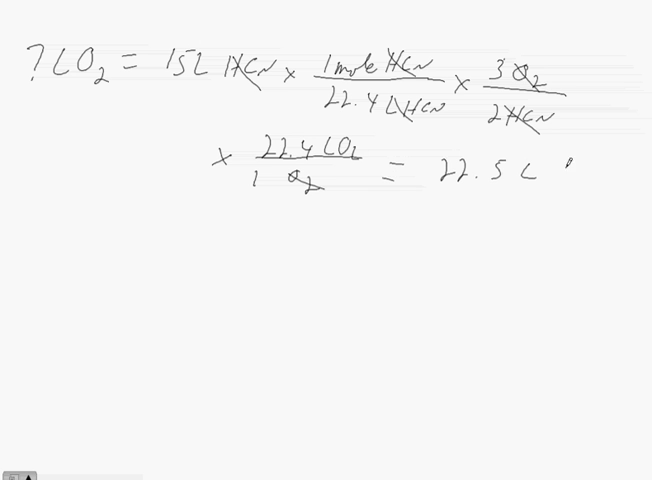 ? L O₂ = 15 L HCN × 1 mole HCN / 22.4 L HCN × 3 O₂ / 2 HCN
× 22.4 L O₂ / 1 O₂ = 22.5 L